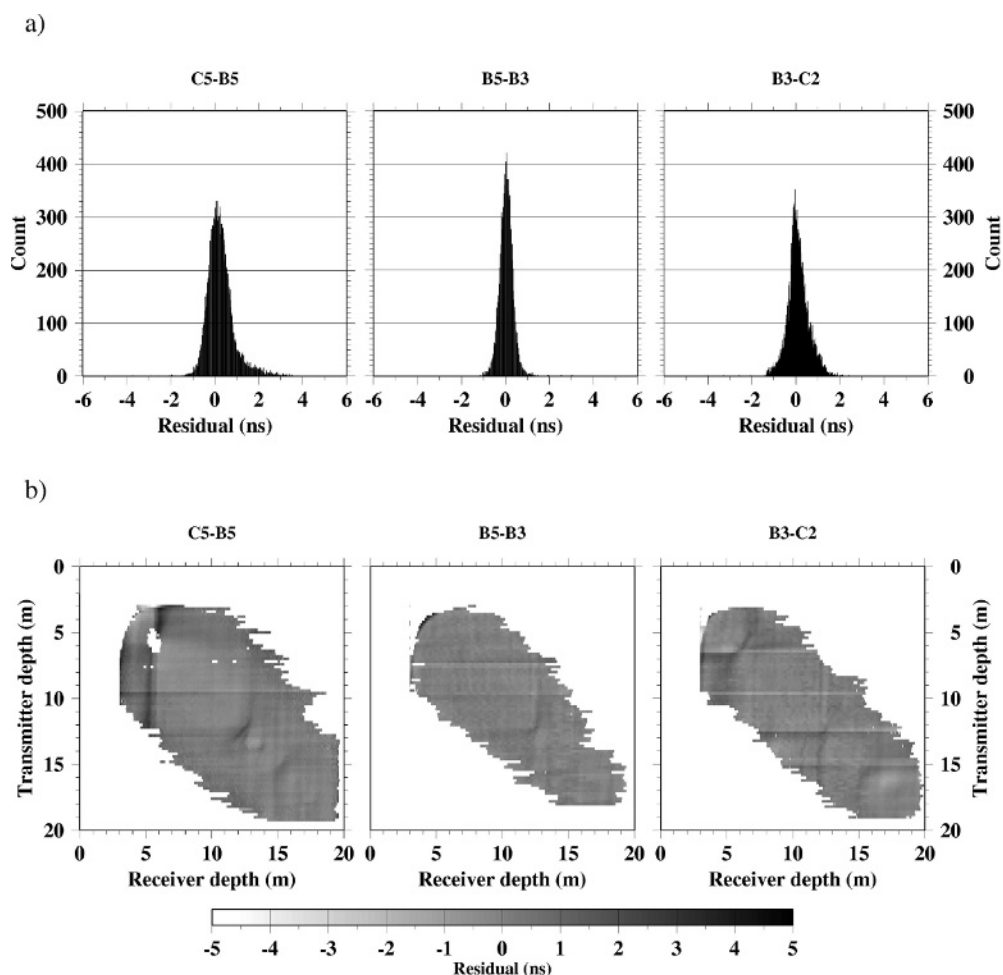 a)
C5-B5 B5-B3 B3-C2
500 500
400 400
300 300
200 200
100 100
0 0
Count Count
-6 -4 -2 0 2 4 6 -6 -4 -2 0 2 4 6 -6 -4 -2 0 2 4 6
Residual (ns) Residual (ns) Residual (ns)
b)
C5-B5 B5-B3 B3-C2
0 0
5 5
10 10
15 15
20 20
Transmitter depth (m) Transmitter depth (m)
0 5 10 15 20 0 5 10 15 20 0 5 10 15 20
Receiver depth (m) Receiver depth (m) Receiver depth (m)
-5 -4 -3 -2 -1 0 1 2 3 4 5
Residual (ns)